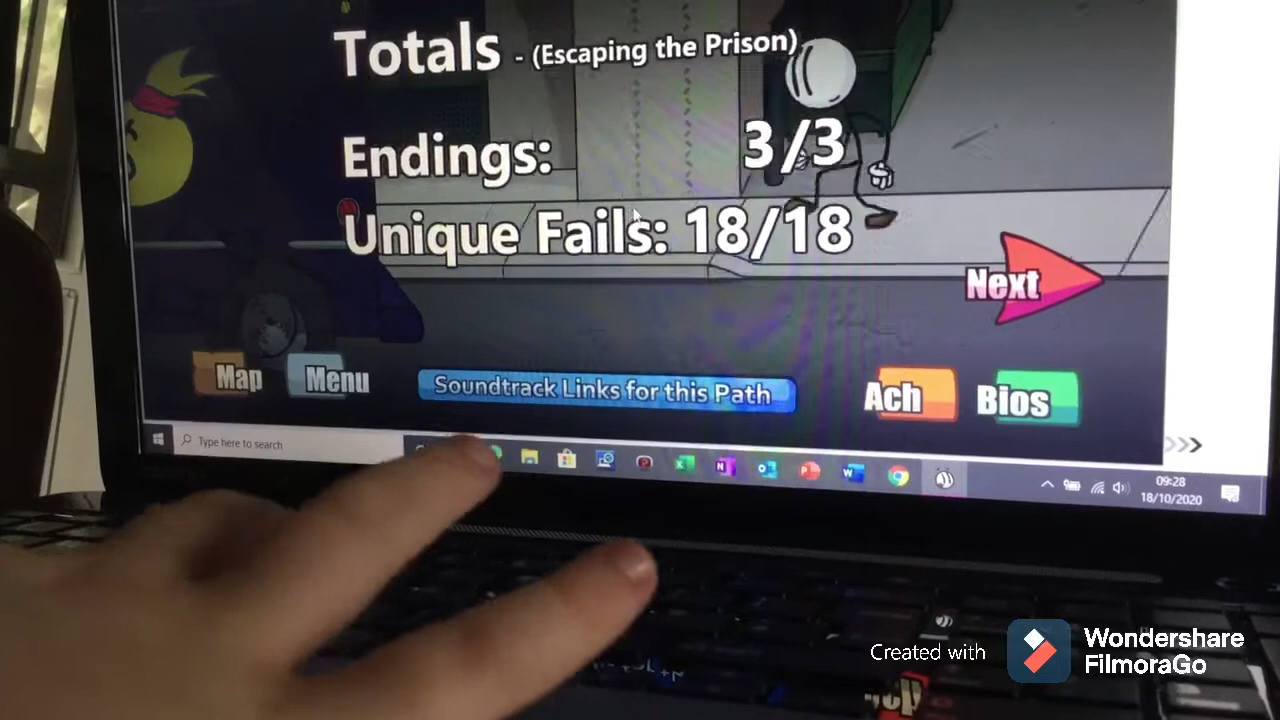 Totals - (Escaping the Prison)
Endings: 3/3
Unique Fails: 18/18
Next
Map
Menu
Soundtrack Links for this Path
Ach
Bios
Type here to search
09:28
18/10/2020
Created with
Wondershare
FilmoraGo